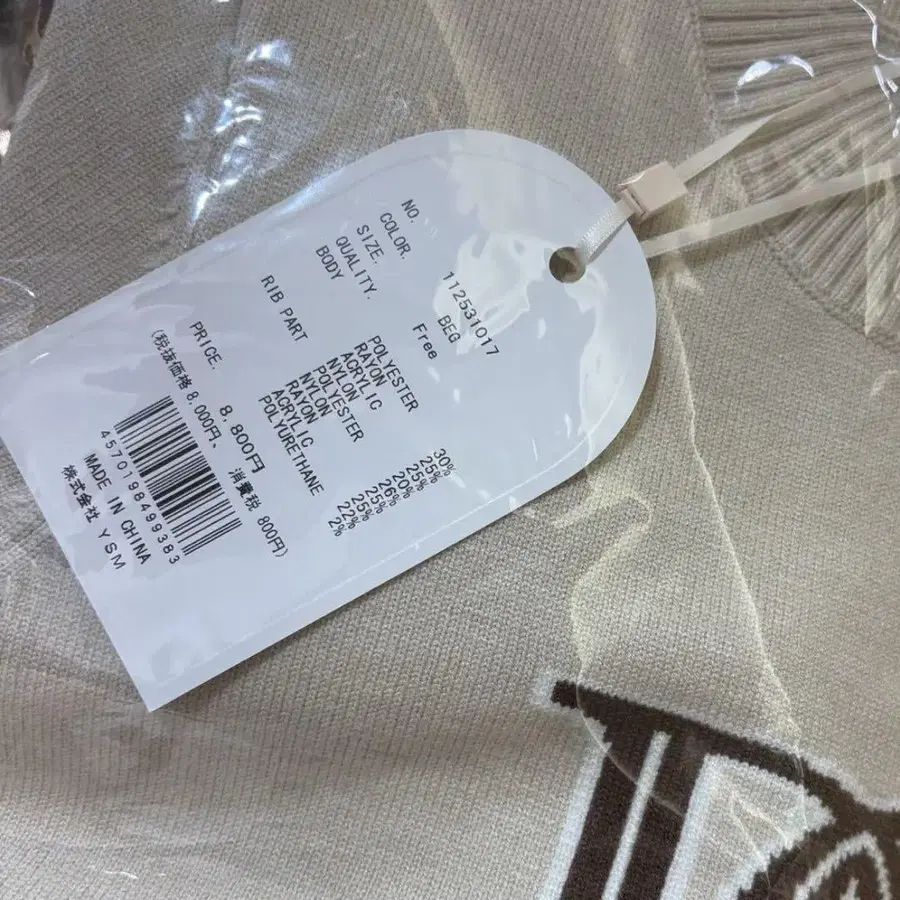 NO. 112531017
COLOR. BEG
SIZE. Free
QUALITY.
BODY POLYESTER 30%
RAYON 25%
ACRYLIC 25%
NYLON 20%
RIB PART POLYESTER 26%
NYLON 25%
RAYON 25%
ACRYLIC 22%
POLYURETHANE 2%
PRICE. 8,800円
(税抜価格 8,000円、消費税 800円)
4570198499383
MADE IN CHINA
株式会社 YSM